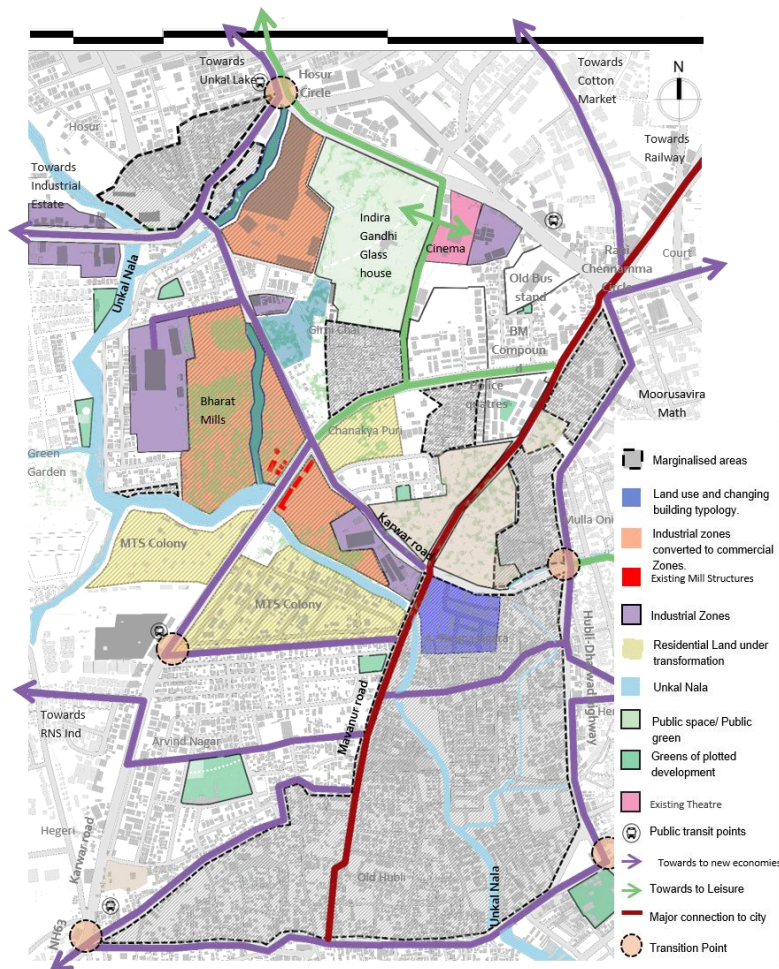 Towards
Unkal Lake
Hosur
Circle
Towards
Cotton
Market
N
Hosur
Towards
Railway
Towards
Industrial
Estate
Unkal Nala
Indira
Gandhi
Glass
house
Cinema
Old Bus
stand
Rani
Chennamma
Circle
Court
BM
Compoun
d
Moorusavira
Math
Bharat
Mills
Chanakya Puri
Green
Garden
Karwar road
Mulla Oni
MTS Colony
MTS Colony
Towards
RNS Ind
Mavanur road
Arvind Nagar
Hegeri
Karwar road
Old Hubli
Unkal Nala
NH63
Marginalised areas
Land use and changing
building typology.
Industrial zones
converted to commercial
Zones.
Existing Mill Structures
Industrial Zones
Residential Land under
transformation
Unkal Nala
Public space/ Public
green
Greens of plotted
development
Existing Theatre
Public transit points
Towards to new economies
Towards to Leisure
Major connection to city
Transition Point